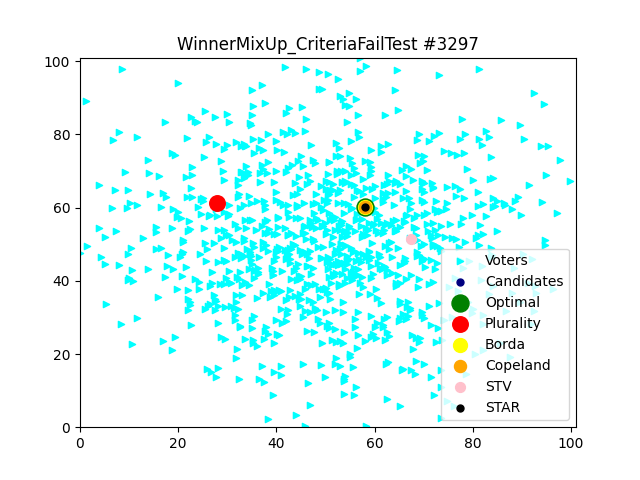 WinnerMixUp_CriteriaFailTest #3297
100
80
60
40
20
0
0
20
40
60
80
100
Voters
Candidates
Optimal
Plurality
Borda
Copeland
STV
STAR